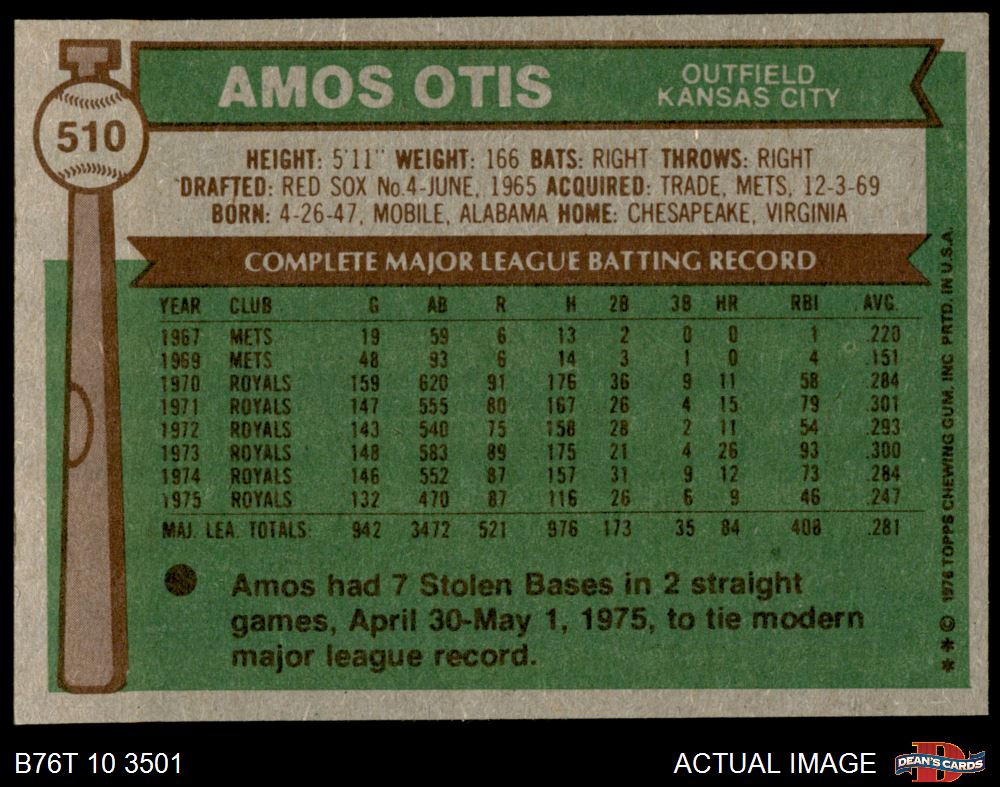 510
AMOS OTIS
OUTFIELD
KANSAS CITY
HEIGHT: 5'11" WEIGHT: 166 BATS: RIGHT THROWS: RIGHT
DRAFTED: RED SOX No.4-JUNE, 1965 ACQUIRED: TRADE, METS, 12-3-69
BORN: 4-26-47, MOBILE, ALABAMA HOME: CHESAPEAKE, VIRGINIA
COMPLETE MAJOR LEAGUE BATTING RECORD
YEAR CLUB G AB R H 2B 3B HR RBI AVG.
1967 METS 19 59 6 13 2 0 0 1 .220
1969 METS 48 93 6 14 3 1 0 4 .151
1970 ROYALS 159 620 91 176 36 9 11 58 .284
1971 ROYALS 147 555 80 167 26 4 15 79 .301
1972 ROYALS 143 540 75 158 28 2 11 54 .293
1973 ROYALS 148 583 89 175 21 4 26 93 .300
1974 ROYALS 146 552 87 157 31 9 12 73 .284
1975 ROYALS 132 470 87 116 26 6 9 46 .247
MAJ. LEA. TOTALS: 942 3472 521 976 173 35 84 408 .281
Amos had 7 Stolen Bases in 2 straight
games, April 30-May 1, 1975, to tie modern
major league record.
** © 1976 TOPPS CHEWING GUM, INC. PRTD. IN U.S.A.
B76T 10 3501
ACTUAL IMAGE
D
DEAN'S CARDS